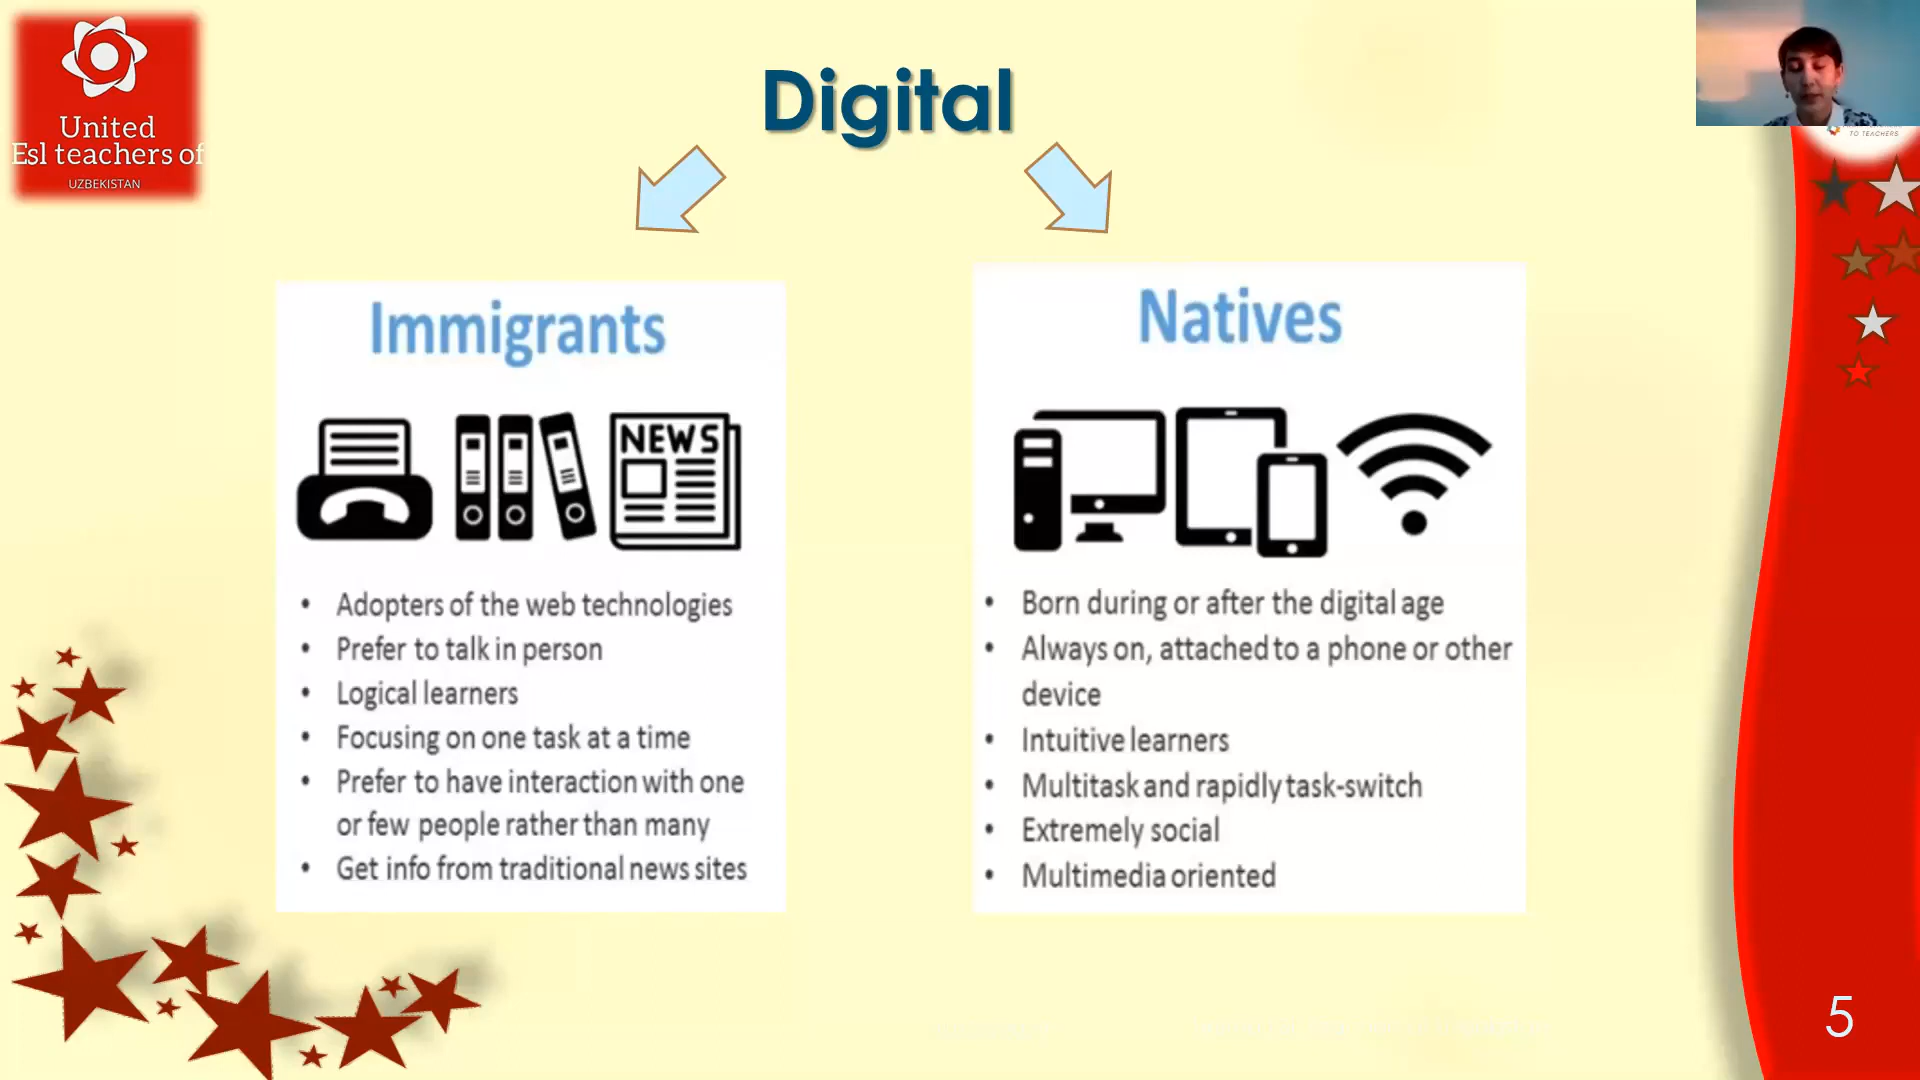 United
Esl teachers of
UZBEKISTAN
Digital
TO TEACHERS
Immigrants
NEWS
• Adopters of the web technologies
• Prefer to talk in person
• Logical learners
• Focusing on one task at a time
• Prefer to have interaction with one
or few people rather than many
• Get info from traditional news sites
Natives
• Born during or after the digital age
• Always on, attached to a phone or other
device
• Intuitive learners
• Multitask and rapidly task-switch
• Extremely social
• Multimedia oriented
5